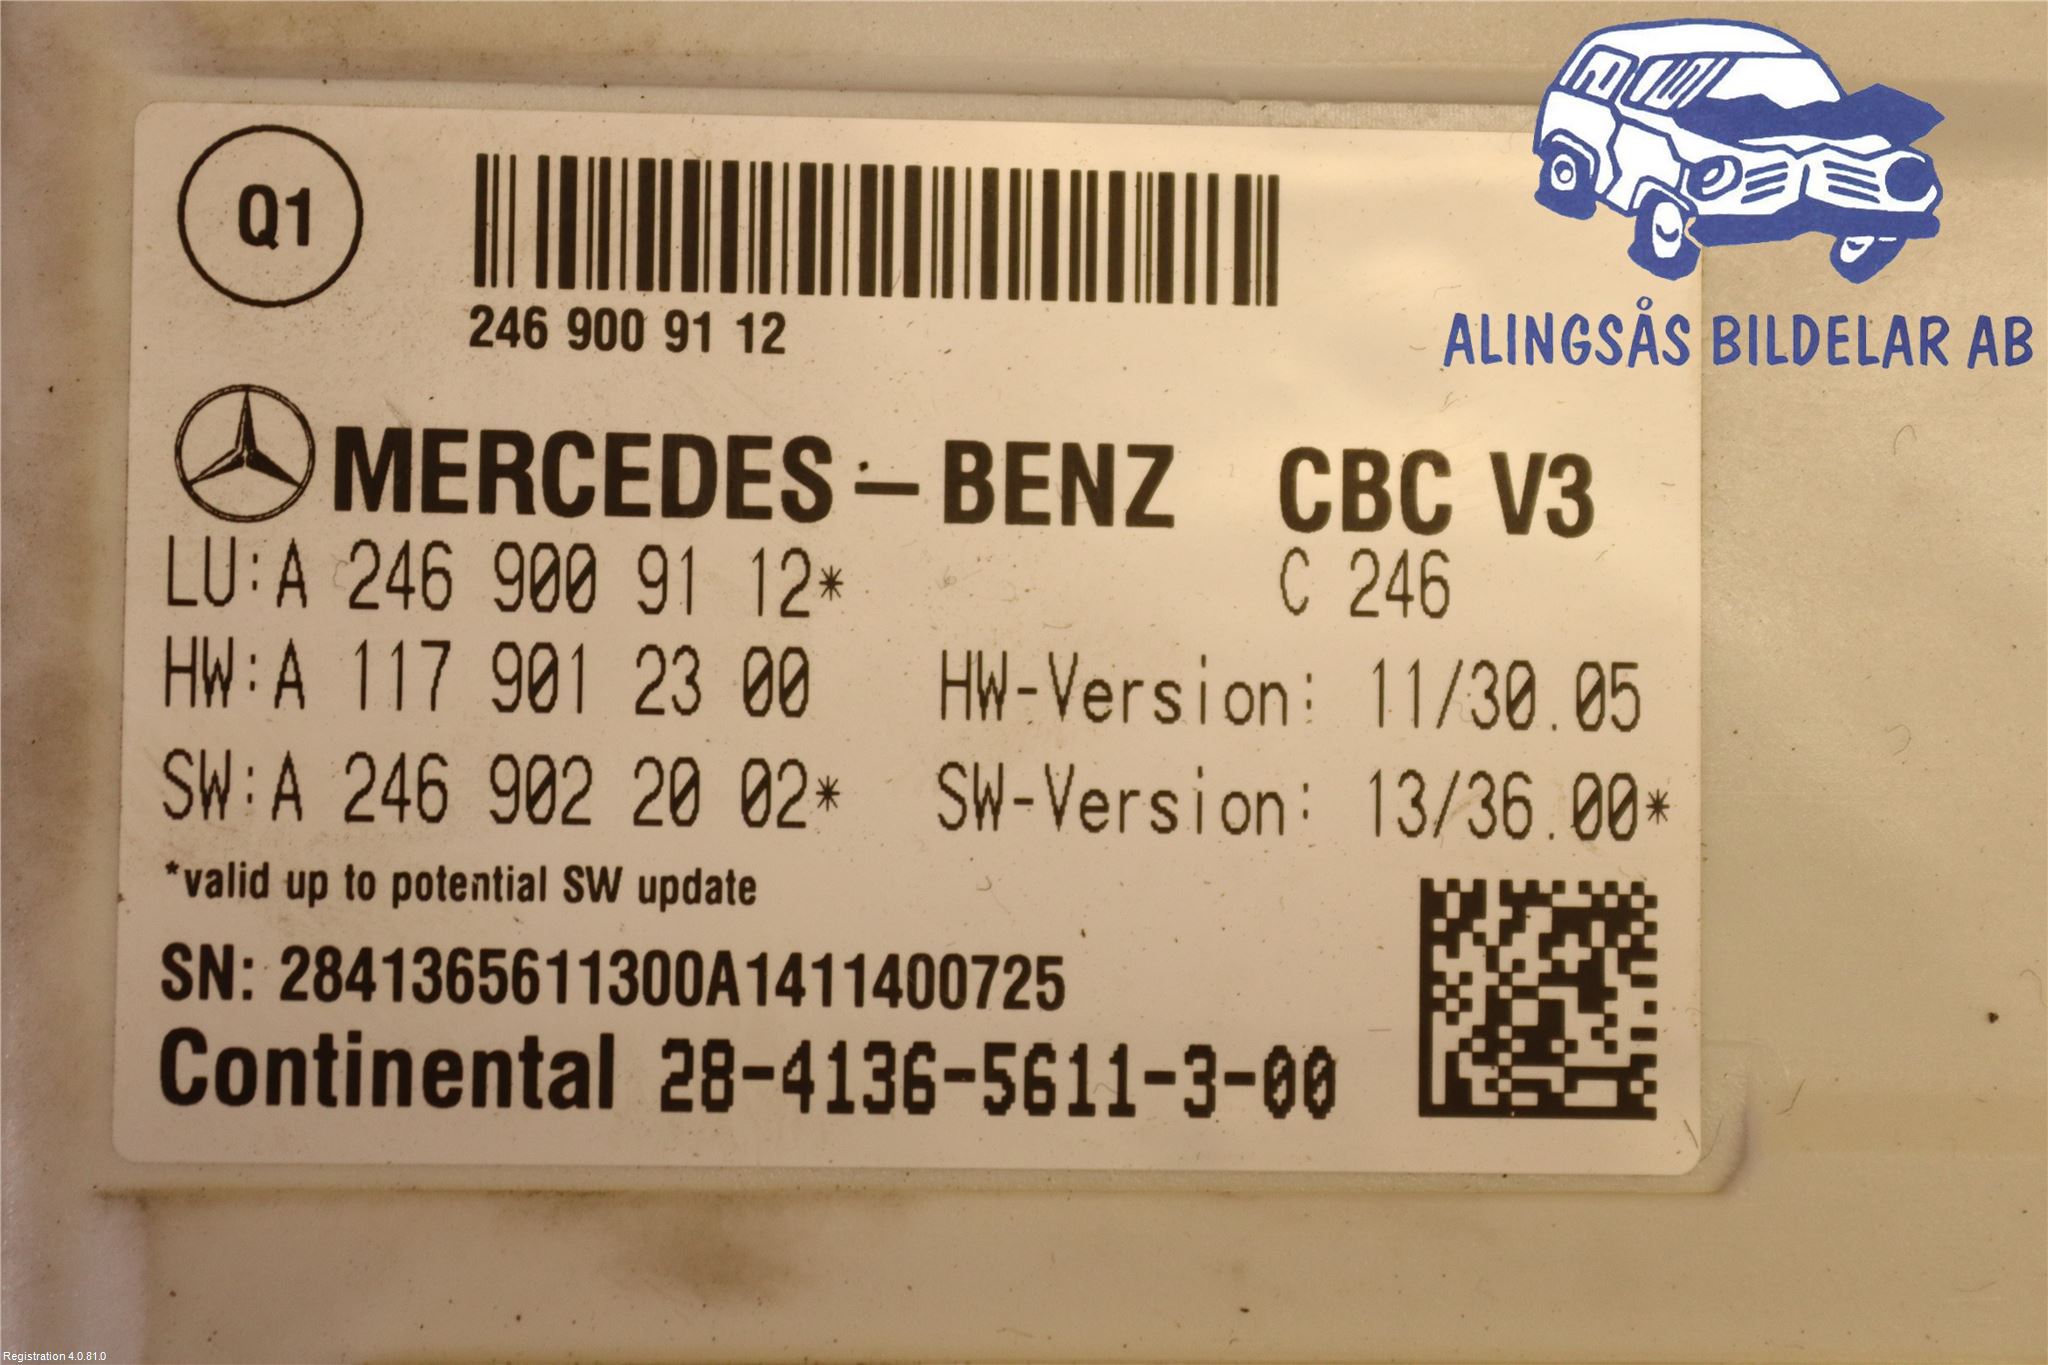 Q1
246 900 91 12
ALINGSÅS BILDELAR AB
MERCEDES-BENZ CBC V3
LU:A 246 900 91 12* C 246
HW:A 117 901 23 00 HW-Version: 11/30.05
SW:A 246 902 20 02* SW-Version: 13/36.00*
*valid up to potential SW update
SN: 2841365611300A1411400725
Continental 28-4136-5611-3-00
Registration 4.0.81.0